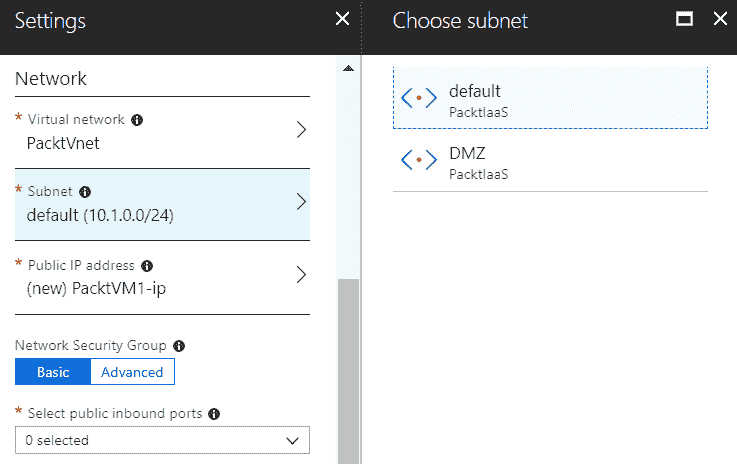 Settings
Network
* Virtual network
PacktVnet
* Subnet
default (10.1.0.0/24)
* Public IP address
(new) PacktVM1-ip
Network Security Group
Basic Advanced
* Select public inbound ports
0 selected
Choose subnet
default
PacktIaaS
DMZ
PacktIaaS